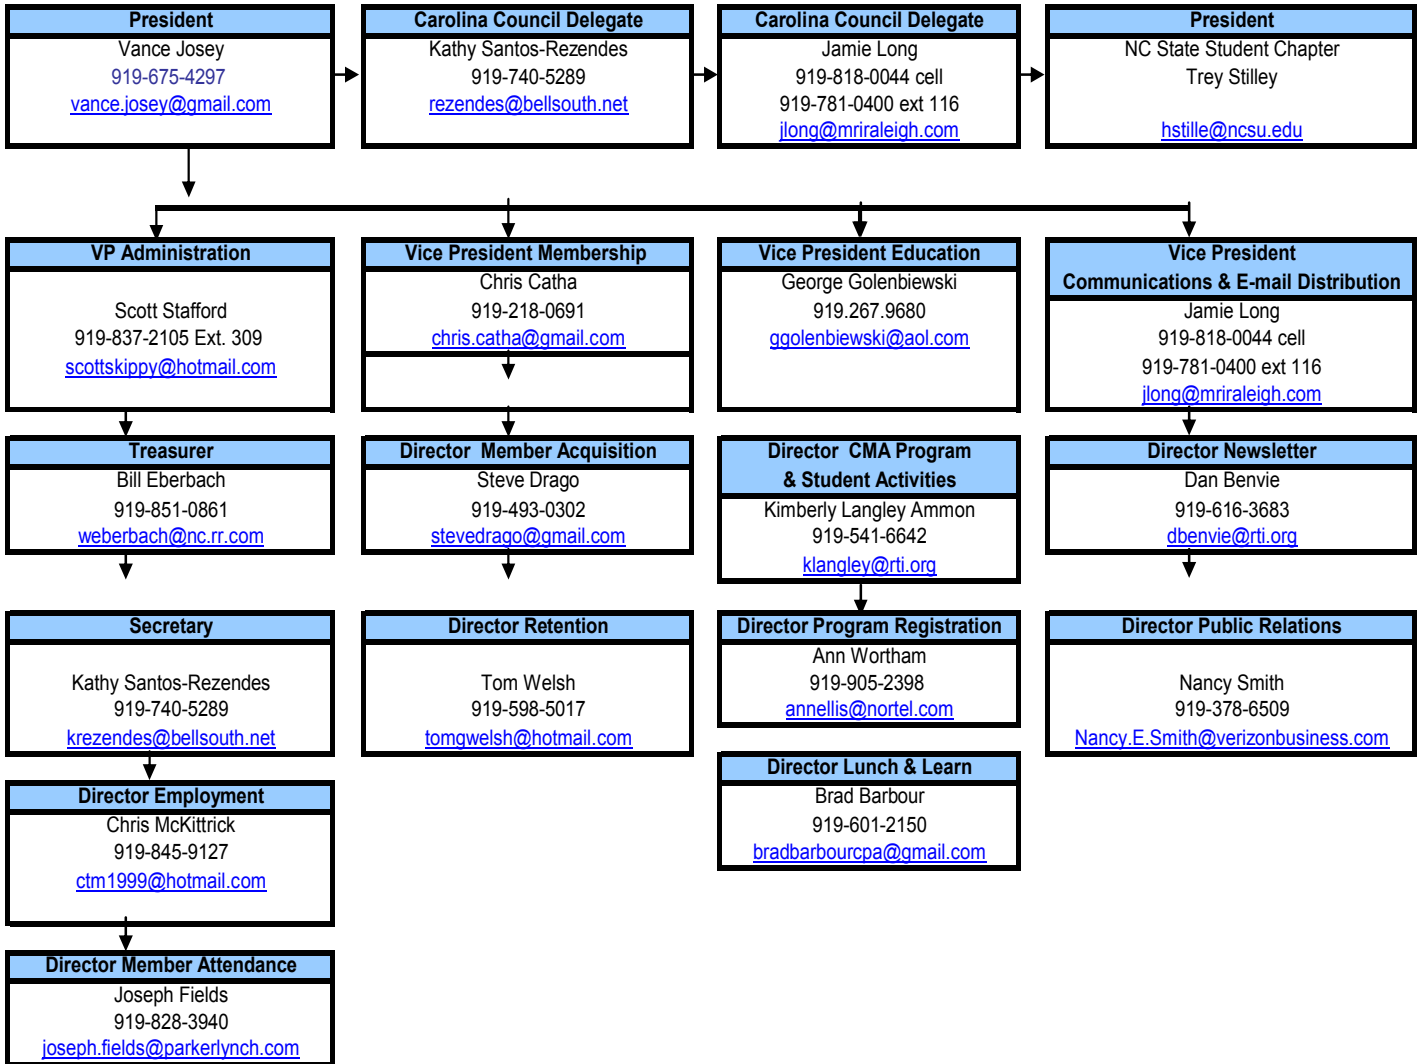 President
Vance Josey
919-675-4297
vance.josey@gmail.com
Carolina Council Delegate
Kathy Santos-Rezendes
919-740-5289
rezendes@bellsouth.net
Carolina Council Delegate
Jamie Long
919-818-0044 cell
919-781-0400 ext 116
jlong@mriraleigh.com
President
NC State Student Chapter
Trey Stilley
hstille@ncsu.edu
VP Administration
Scott Stafford
919-837-2105 Ext. 309
scottskippy@hotmail.com
Vice President Membership
Chris Catha
919-218-0691
chris.catha@gmail.com
Vice President Education
George Golenbiewski
919.267.9680
ggolenbiewski@aol.com
Vice President
Communications & E-mail Distribution
Jamie Long
919-818-0044 cell
919-781-0400 ext 116
jlong@mriraleigh.com
Treasurer
Bill Eberbach
919-851-0861
weberbach@nc.rr.com
Director Member Acquisition
Steve Drago
919-493-0302
stevedrago@gmail.com
Director CMA Program
& Student Activities
Kimberly Langley Ammon
919-541-6642
klangley@rti.org
Director Newsletter
Dan Benvie
919-616-3683
dbenvie@rti.org
Secretary
Kathy Santos-Rezendes
919-740-5289
krezendes@bellsouth.net
Director Retention
Tom Welsh
919-598-5017
tomgwelsh@hotmail.com
Director Program Registration
Ann Wortham
919-905-2398
annellis@nortel.com
Director Public Relations
Nancy Smith
919-378-6509
Nancy.E.Smith@verizonbusiness.com
Director Employment
Chris McKittrick
919-845-9127
ctm1999@hotmail.com
Director Lunch & Learn
Brad Barbour
919-601-2150
bradbarbourcpa@gmail.com
Director Member Attendance
Joseph Fields
919-828-3940
joseph.fields@parkerlynch.com